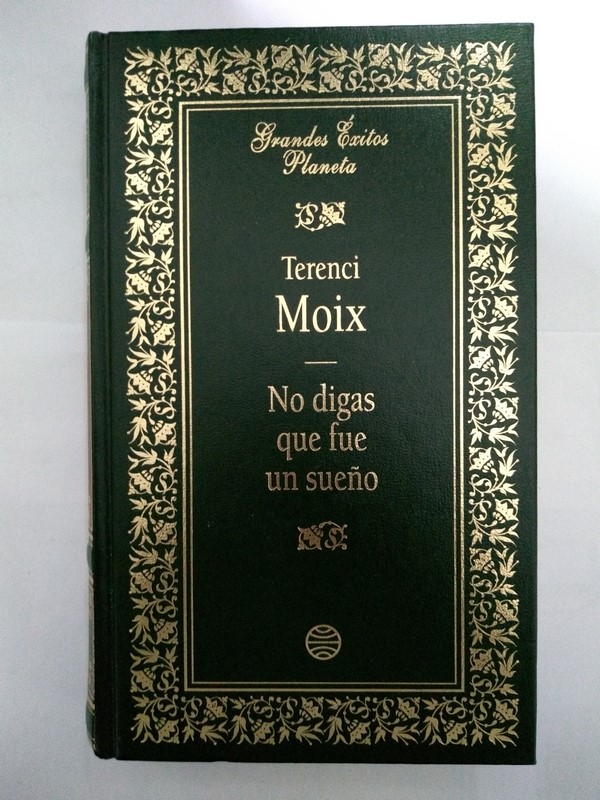 Grandes Éxitos
Planeta
Terenci
Moix
No digas
que fue
un sueño